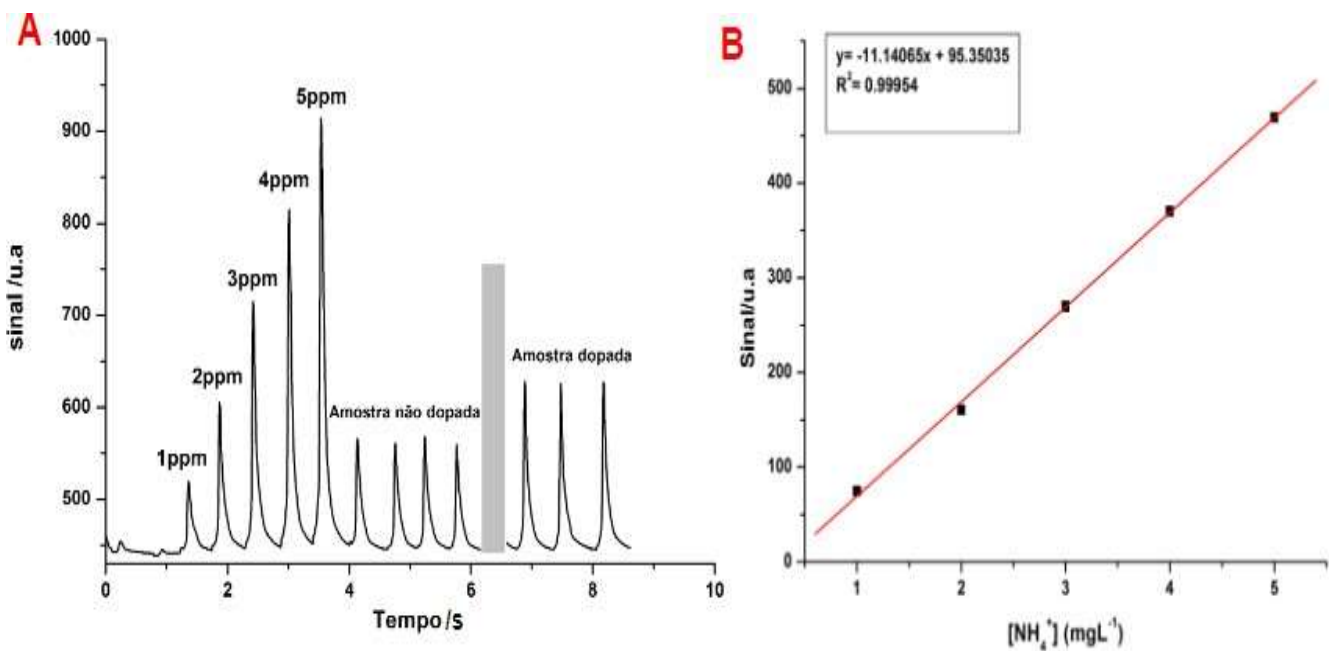 A
1000
900
800
700
600
500
sinal /u.a
5ppm
4ppm
3ppm
2ppm
1ppm
Amostra não dopada
Amostra dopada
0 2 4 6 8 10
Tempo /s
B
y= -11.14065x + 95.35035
R²= 0.99954
500
400
300
200
100
0
Sinal/u.a
1 2 3 4 5
[NH₄⁺] (mgL⁻¹)